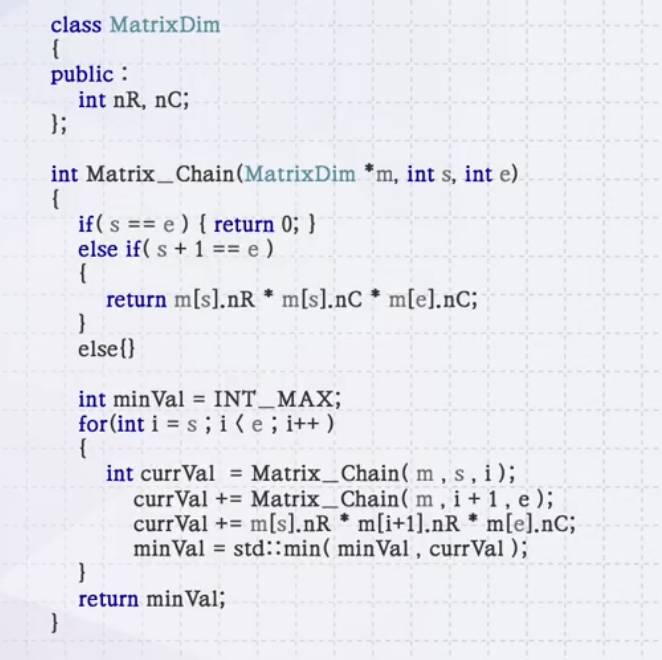 class MatrixDim
{
public :
int nR, nC;
};
int Matrix_Chain(MatrixDim *m, int s, int e)
{
if( s == e ) { return 0; }
else if( s + 1 == e )
{
return m[s].nR * m[s].nC * m[e].nC;
}
else{}
int minVal = INT_MAX;
for(int i = s ; i < e ; i++ )
{
int currVal = Matrix_Chain( m , s , i );
currVal += Matrix_Chain( m , i + 1 , e );
currVal += m[s].nR * m[i+1].nR * m[e].nC;
minVal = std::min( minVal , currVal );
}
return minVal;
}